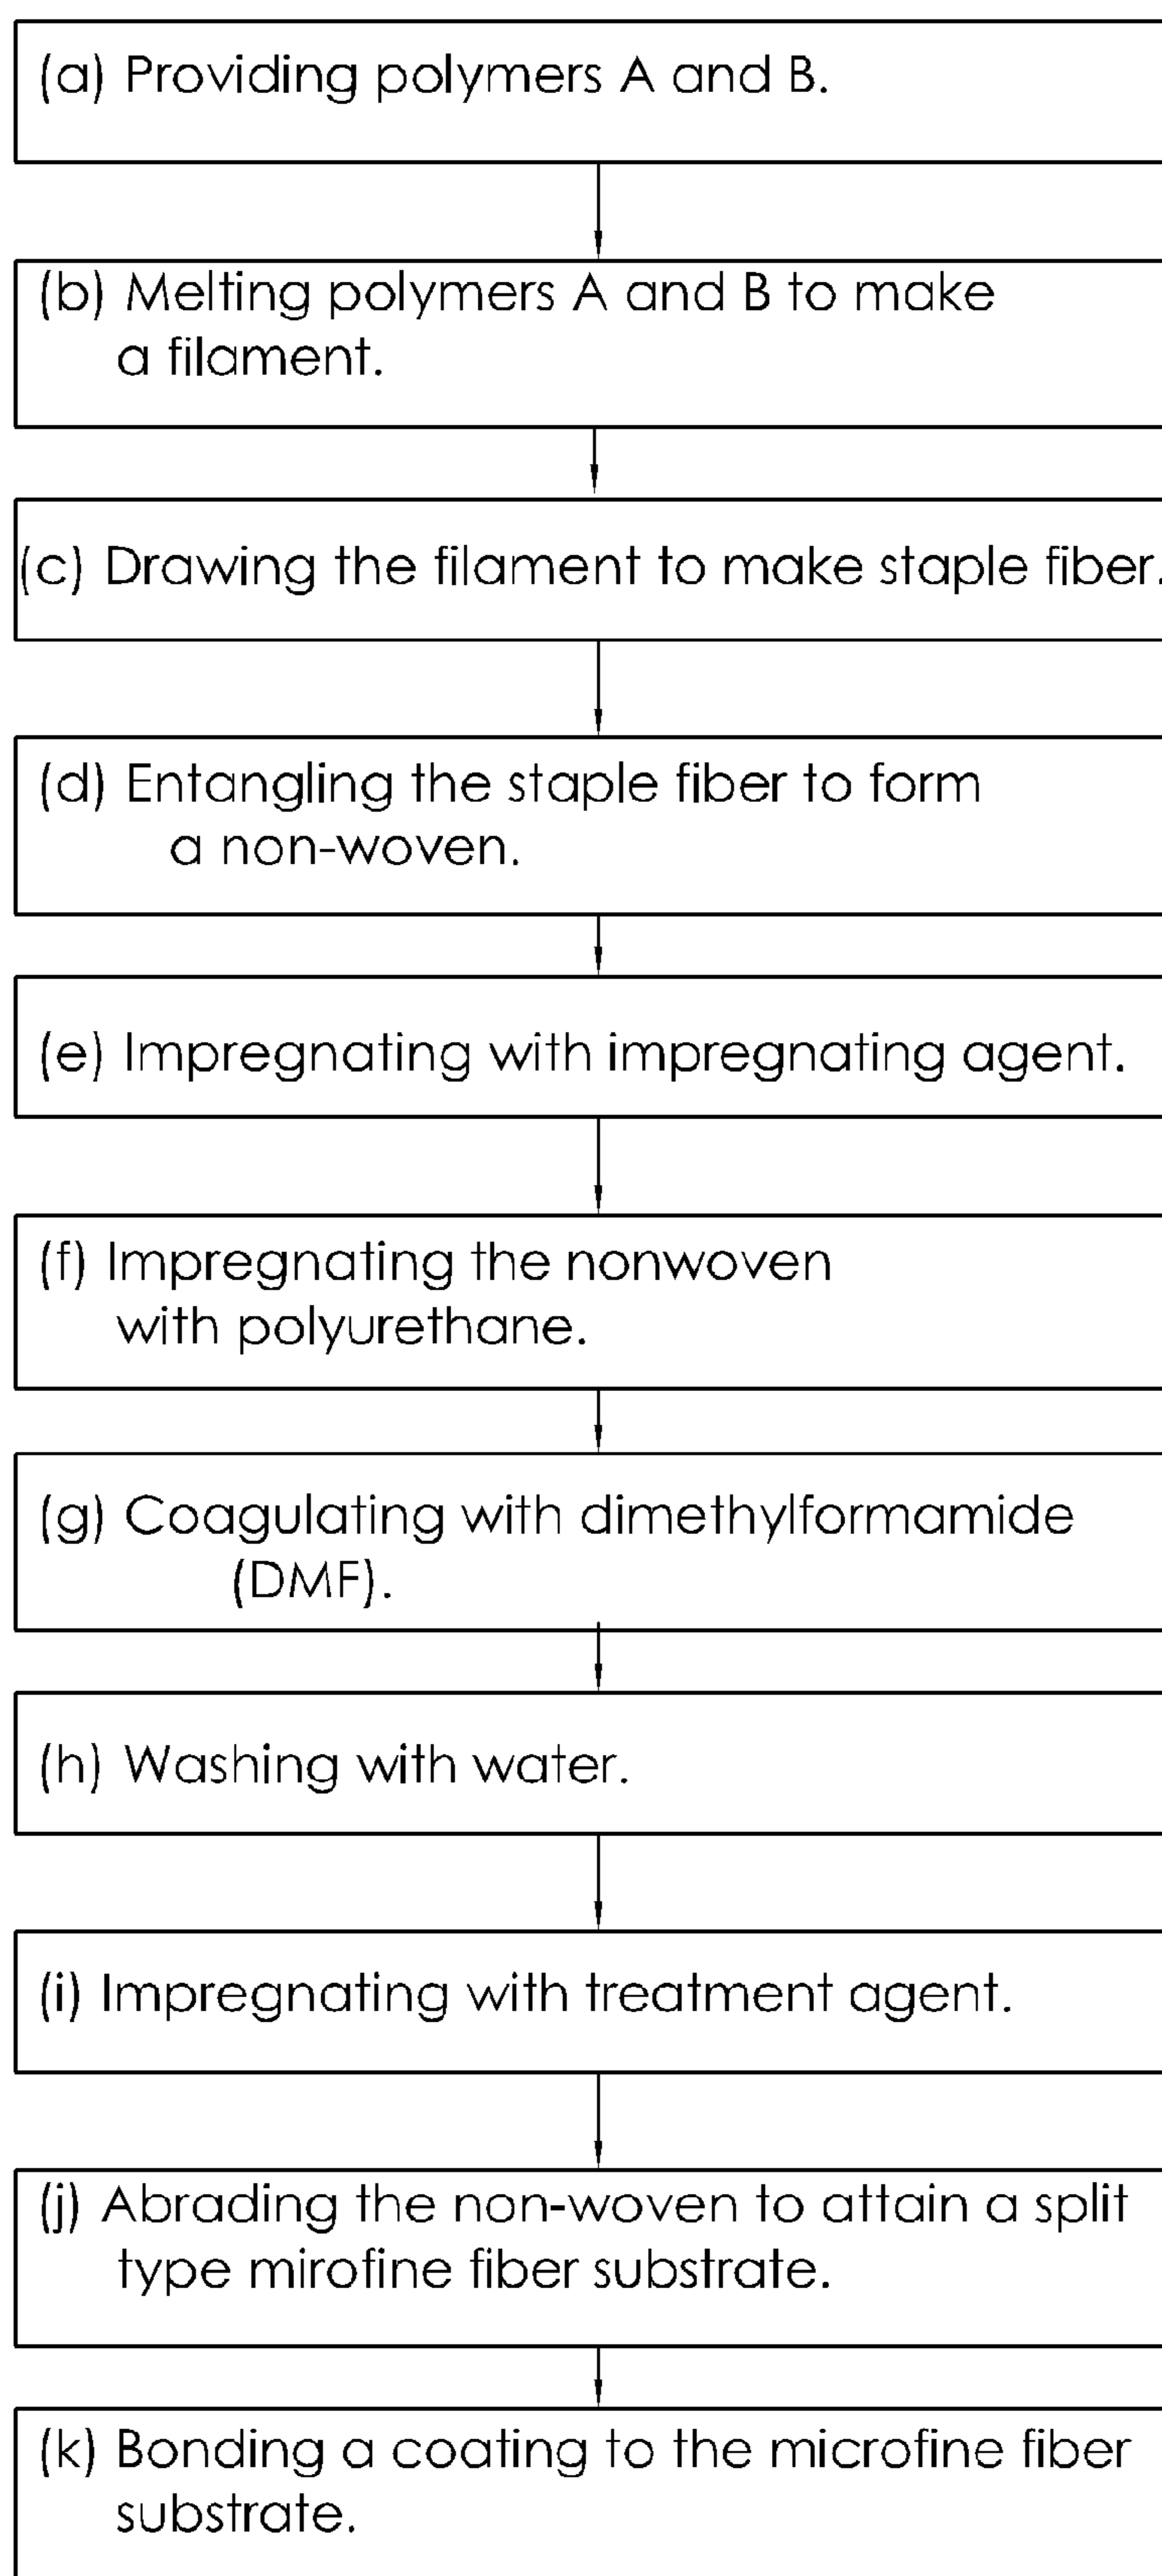 (a) Providing polymers A and B.
(b) Melting polymers A and B to make
a filament.
(c) Drawing the filament to make staple fiber.
(d) Entangling the staple fiber to form
a non-woven.
(e) Impregnating with impregnating agent.
(f) Impregnating the nonwoven
with polyurethane.
(g) Coagulating with dimethylformamide
(DMF).
(h) Washing with water.
(i) Impregnating with treatment agent.
(j) Abrading the non-woven to attain a split
type mirofine fiber substrate.
(k) Bonding a coating to the microfine fiber
substrate.